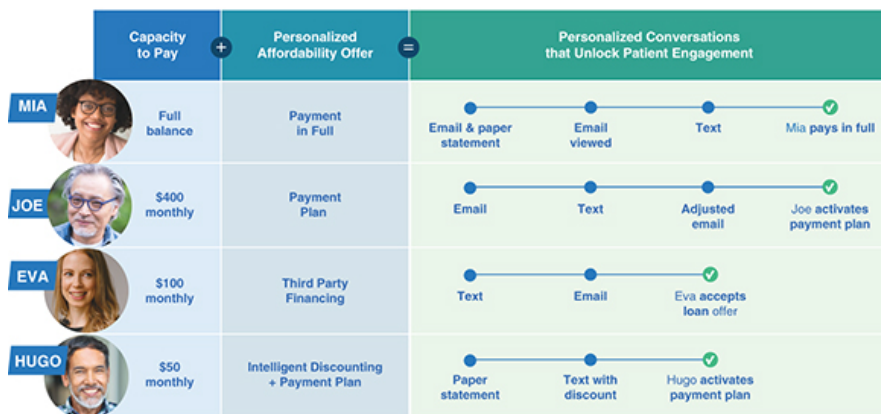 Capacity
to Pay
+
Personalized
Affordability Offer
=
Personalized Conversations
that Unlock Patient Engagement
MIA
Full
balance
Payment
in Full
Email & paper
statement
Email
viewed
Text
Mia pays in full
JOE
$400
monthly
Payment
Plan
Email
Text
Adjusted
email
Joe activates
payment plan
EVA
$100
monthly
Third Party
Financing
Text
Email
Eva accepts
loan offer
HUGO
$50
monthly
Intelligent Discounting
+ Payment Plan
Paper
statement
Text with
discount
Hugo activates
payment plan